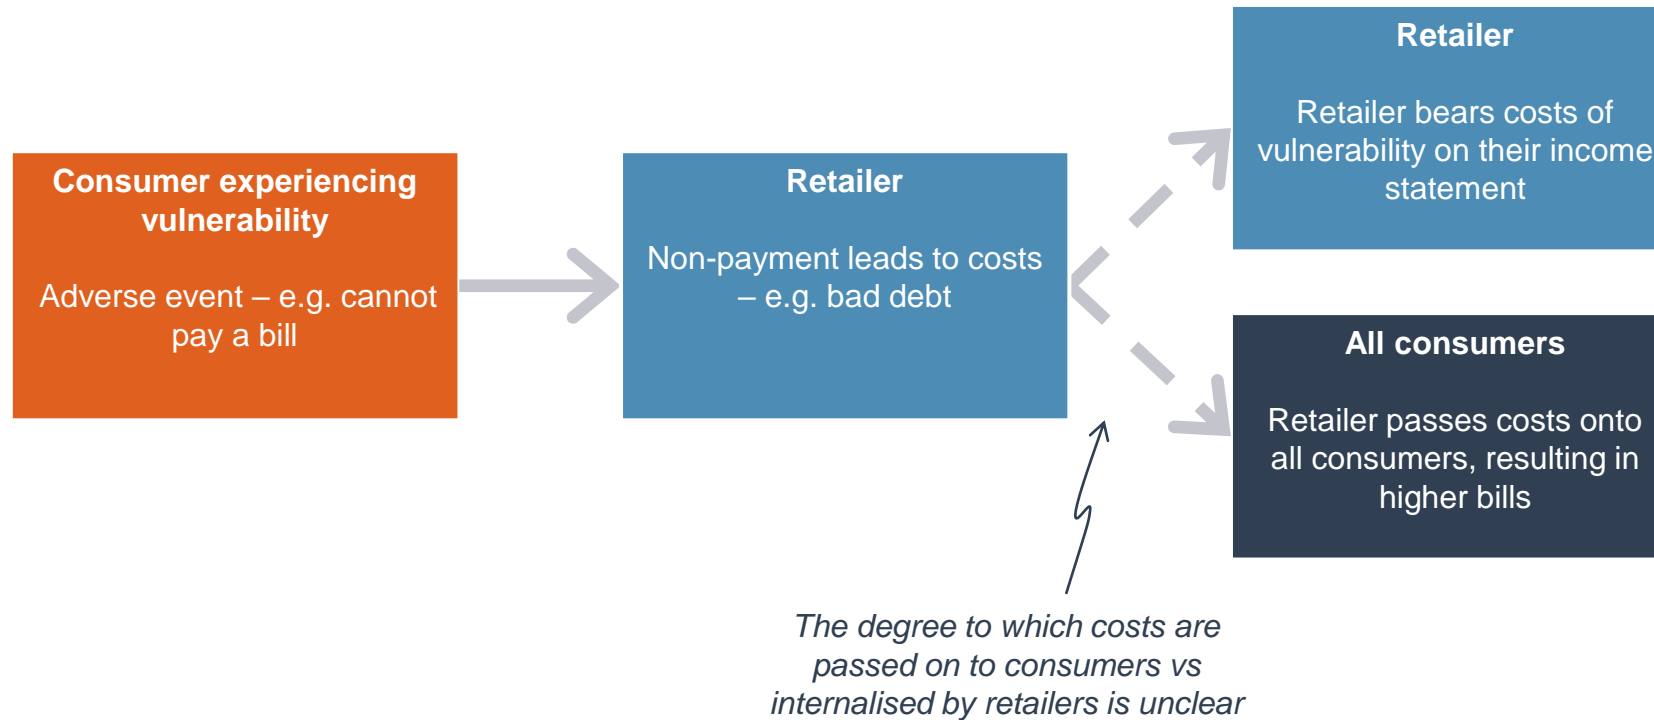 Consumer experiencing
vulnerability
Adverse event – e.g. cannot
pay a bill
Retailer
Non-payment leads to costs
– e.g. bad debt
Retailer
Retailer bears costs of
vulnerability on their income
statement
All consumers
Retailer passes costs onto
all consumers, resulting in
higher bills
The degree to which costs are
passed on to consumers vs
internalised by retailers is unclear